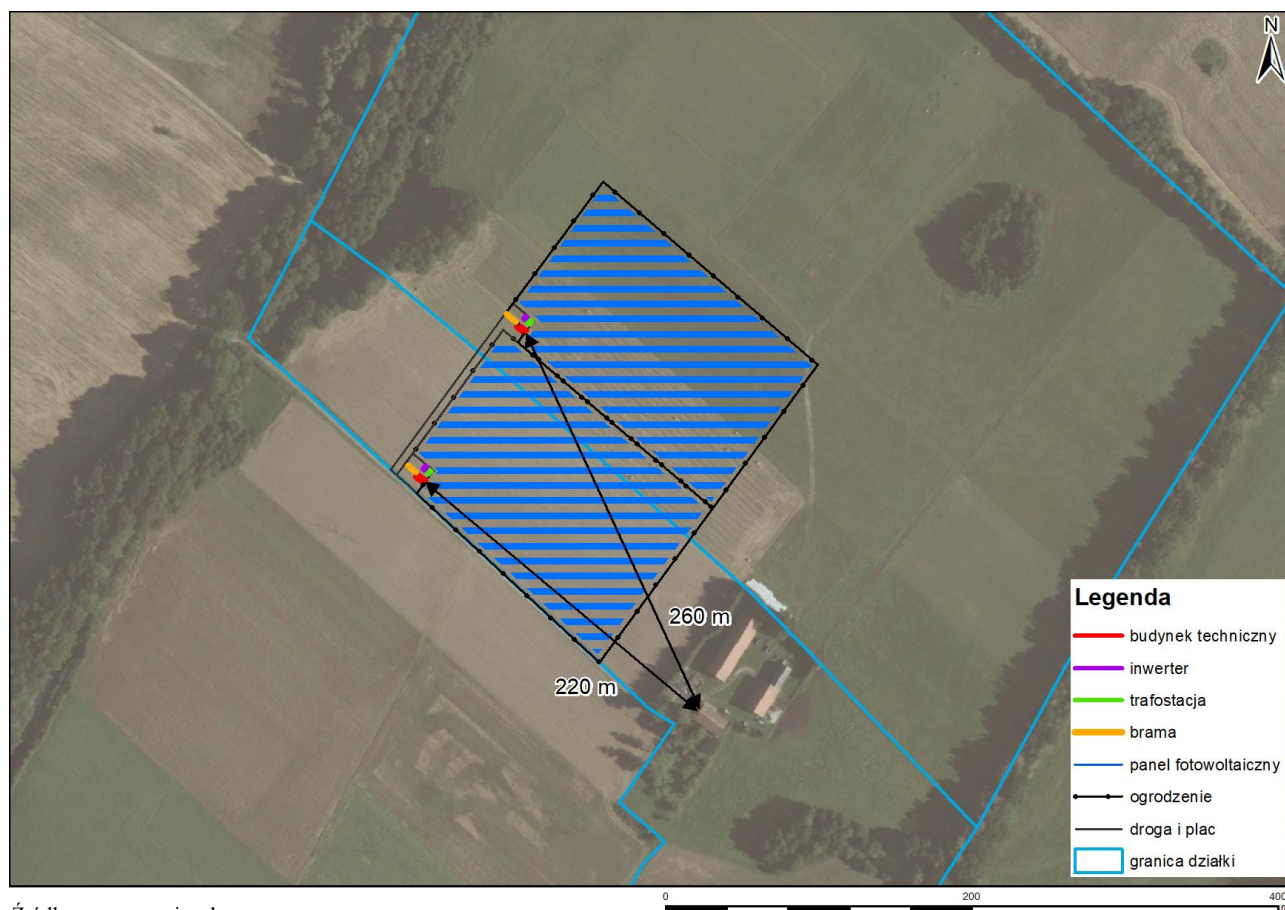 N
260 m
220 m
Legenda
budynek techniczny
inwerter
trafostacja
brama
panel fotowoltaiczny
ogrodzenie
droga i plac
granica działki
0 200 400